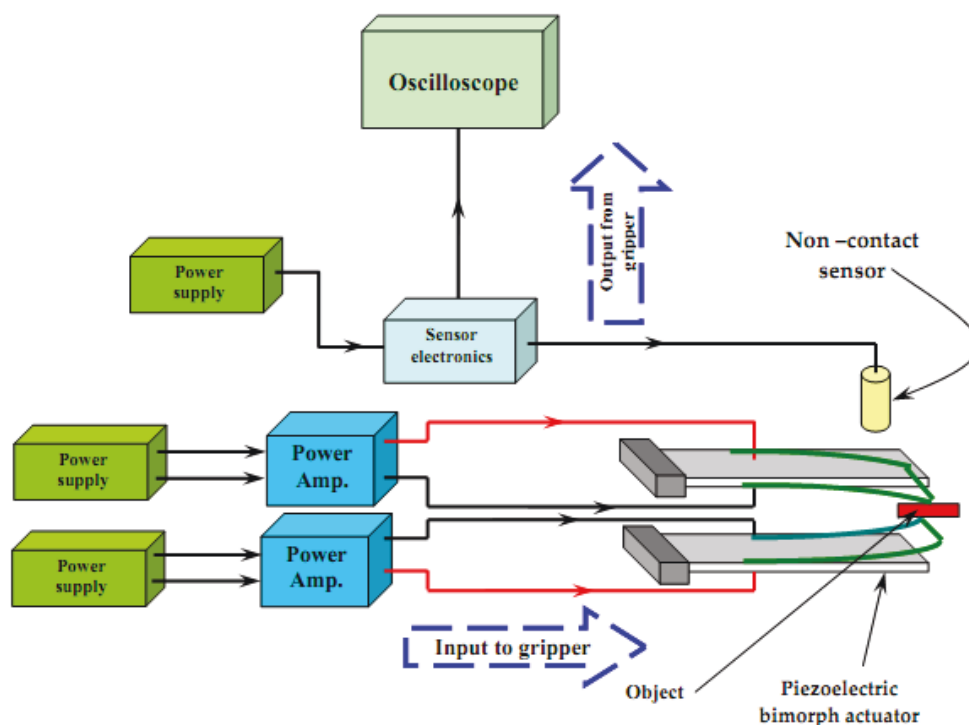 Oscilloscope
Output from
gripper
Non –contact
sensor
Power
supply
Sensor
electronics
Power
supply
Power
Amp.
Power
supply
Power
Amp.
Input to gripper
Object
Piezoelectric
bimorph actuator